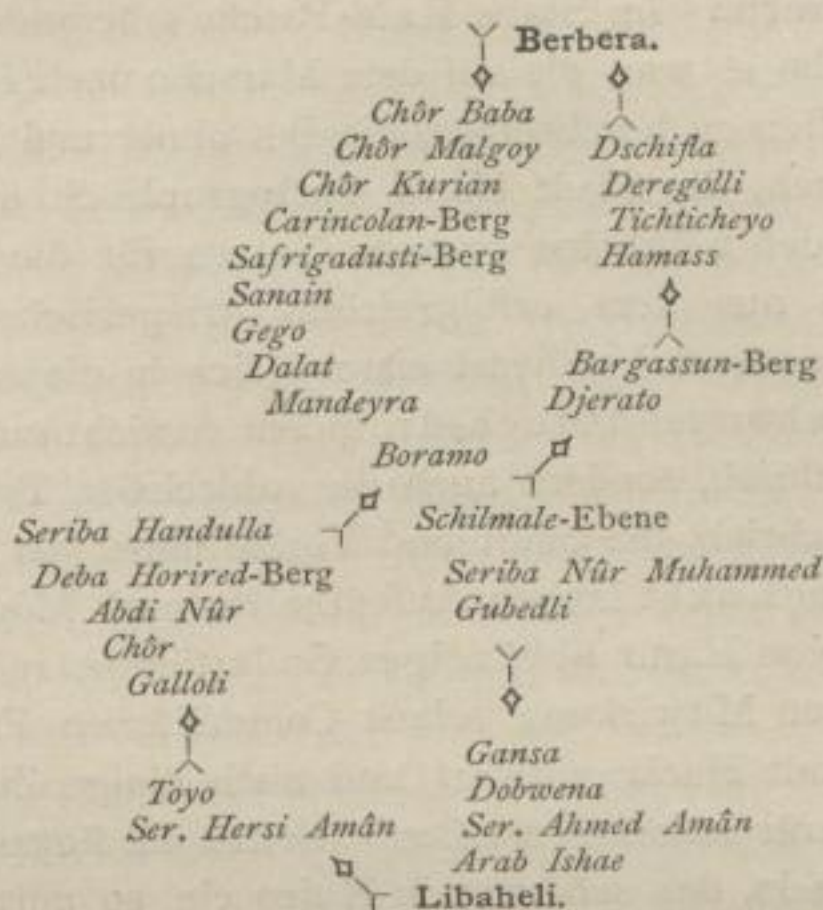 Berbera.
Chôr Baba
Chôr Malgoy Dschifla
Chôr Kurian Deregolli
Carincolan-Berg Tichticheyo
Safrigadusti-Berg Hamass
Sanain
Gego
Dalat Bargassun-Berg
Mandeyra Djerato
Boramo
Seriba Handulla Schilmale-Ebene
Deba Horired-Berg Seriba Nûr Muhammed
Abdi Nûr Gubedli
Chôr
Galloli
Gansa
Toyo Dobwena
Ser. Hersi Amân Ser. Ahmed Amân
Arab Ishae
Libaheli.